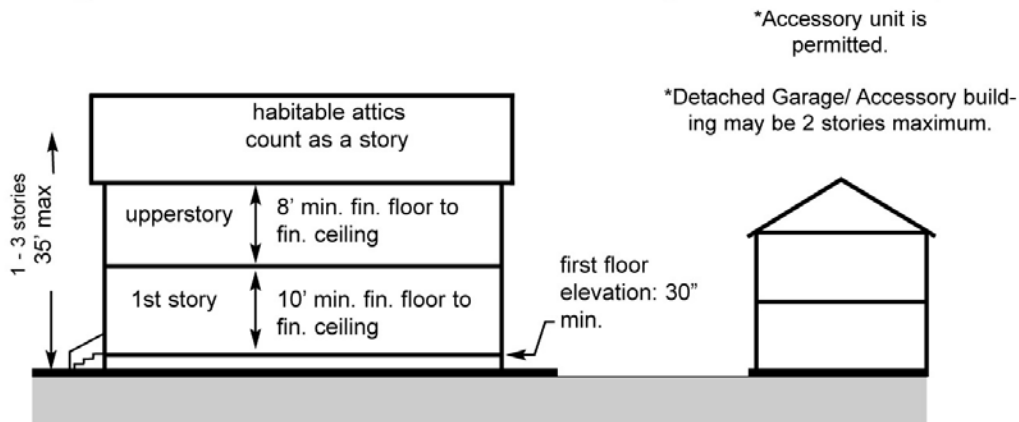 *Accessory unit is
permitted.
*Detached Garage/ Accessory build-
ing may be 2 stories maximum.
habitable attics
count as a story
1 - 3 stories
35’ max
upperstory
8’ min. fin. floor to
fin. ceiling
1st story
10’ min. fin. floor to
fin. ceiling
first floor
elevation: 30”
min.